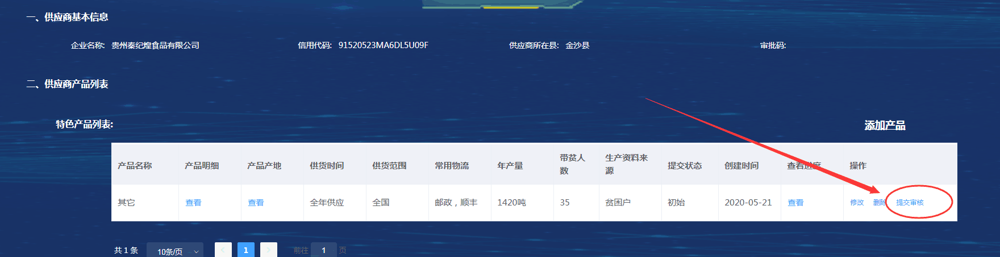 一、供应商基本信息
企业名称: 贵州秦纪煌食品有限公司 信用代码: 91520523MA6DL5U09F 供应商所在县: 金沙县 审批码:
二、供应商产品列表
特色产品列表: 添加产品
产品名称 产品明细 产品产地 供货时间 供货范围 常用物流 年产量 带贫人数 生产资料来源 提交状态 创建时间 查看进度 操作
其它 查看 查看 全年供应 全国 邮政，顺丰 1420吨 35 贫困户 初始 2020-05-21 查看 修改 删除 提交审核
共 1 条 10条/页 1 前往 1 页